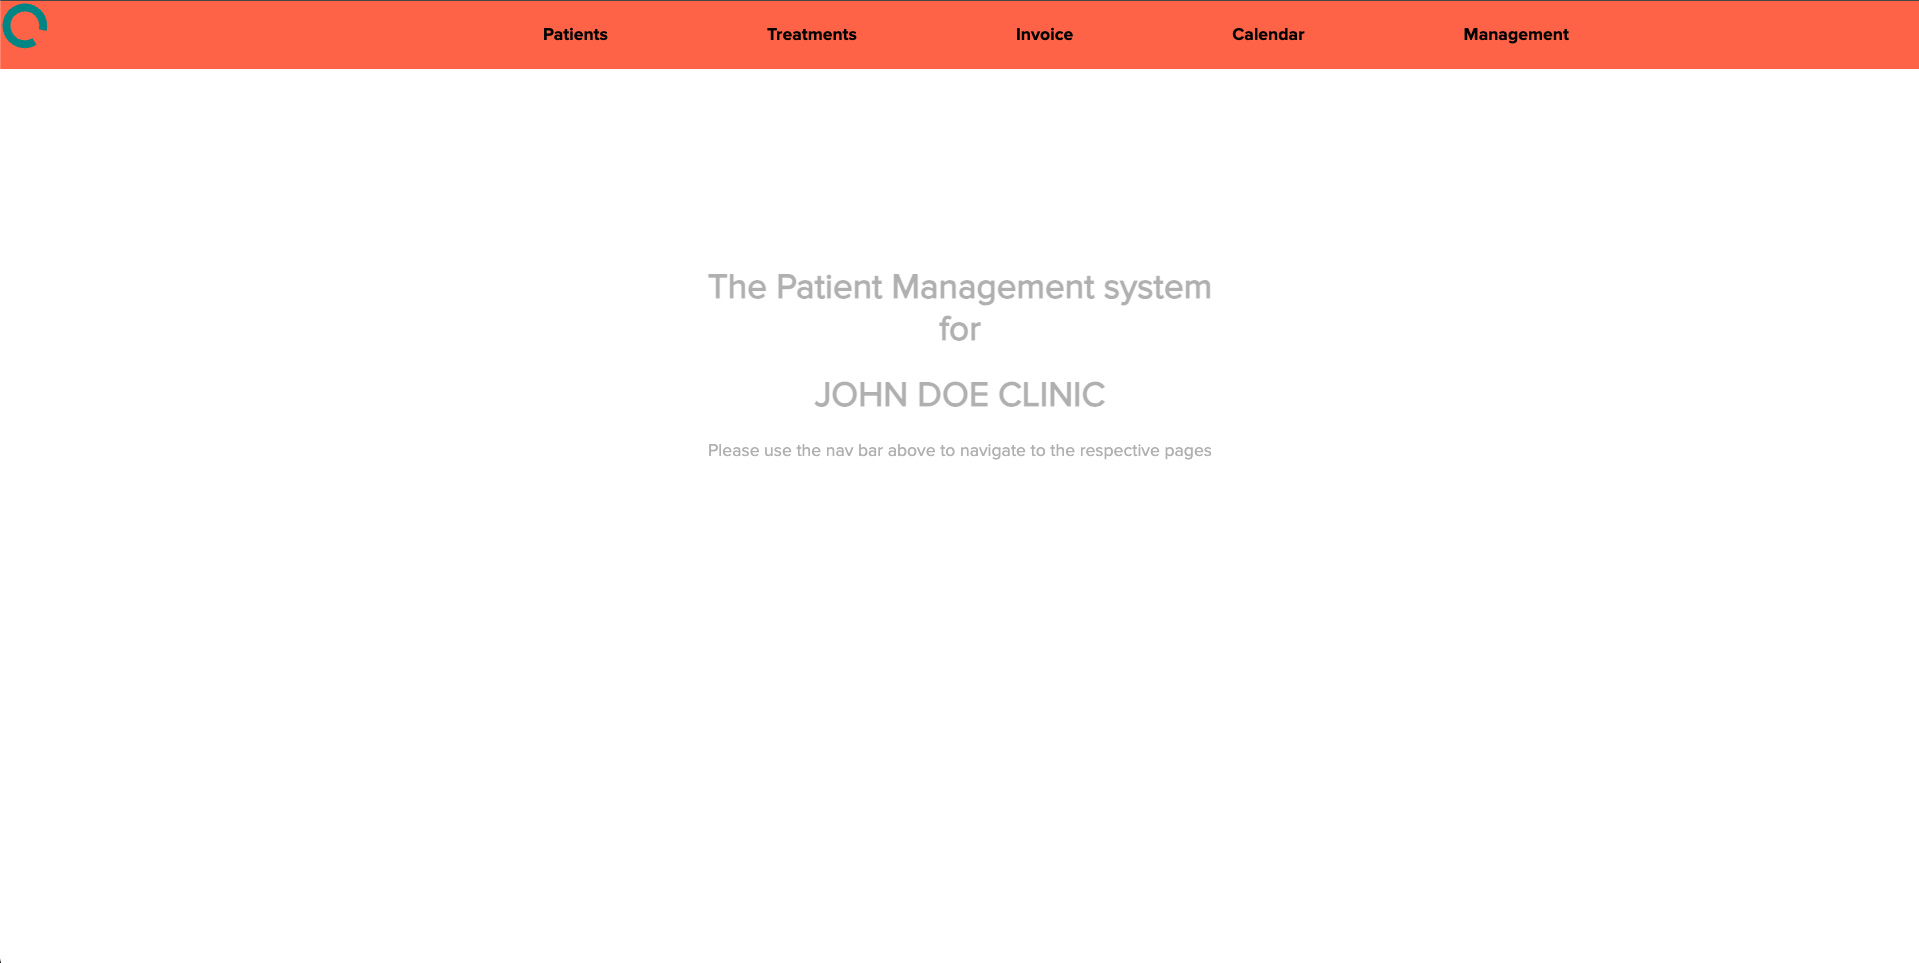 Patients Treatments Invoice Calendar Management
The Patient Management system
for
JOHN DOE CLINIC
Please use the nav bar above to navigate to the respective pages